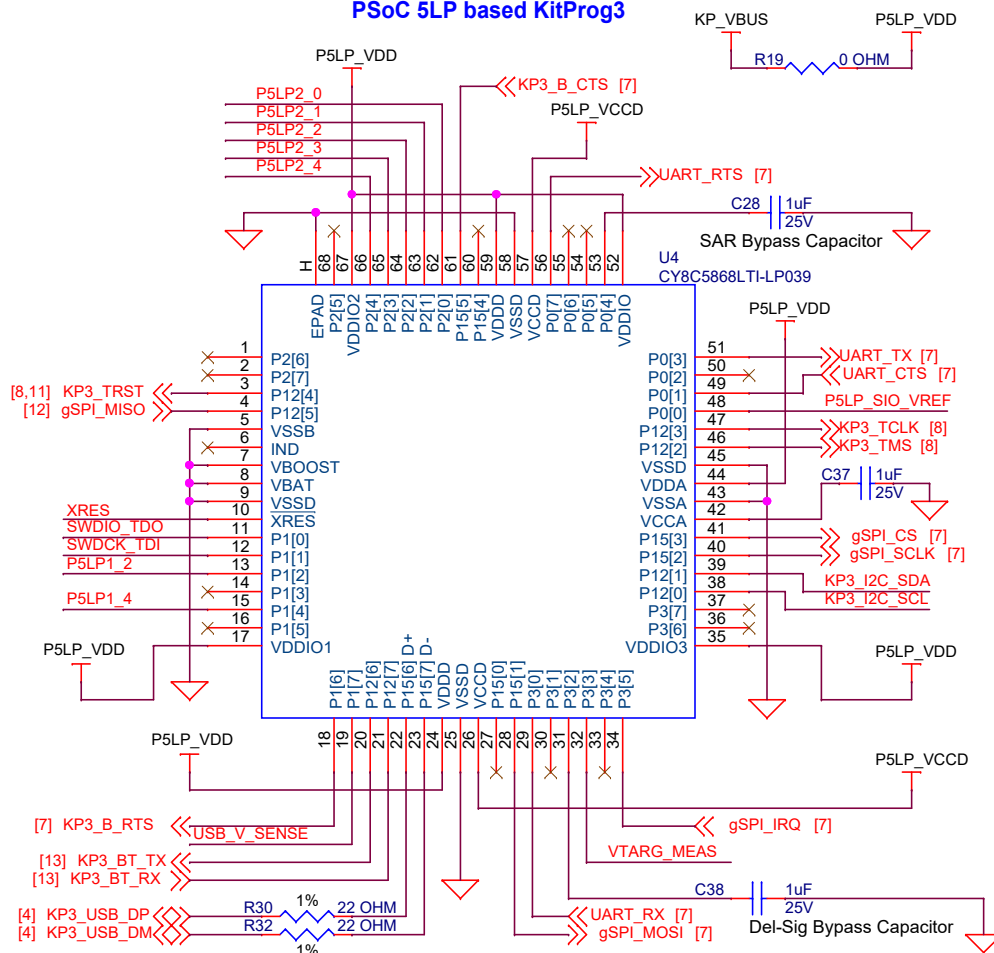 PSoC 5LP based KitProg3
KP_VBUS
P5LP_VDD
R19
0 OHM
P5LP_VDD
KP3_B_CTS [7]
P5LP_VCCD
P5LP2_0
P5LP2_1
P5LP2_2
P5LP2_3
P5LP2_4
UART_RTS [7]
C28
1uF
25V
SAR Bypass Capacitor
U4
CY8C5868LTI-LP039
H
68
67
66
65
64
63
62
61
60
59
58
57
56
55
54
53
52
EPAD
P2[5]
VDDIO2
P2[4]
P2[3]
P2[2]
P2[1]
P2[0]
P15[5]
P15[4]
VDDD
VSSD
VCCD
P0[7]
P0[6]
P0[5]
P0[4]
VDDIO
1 P2[6]
2 P2[7]
[8,11] KP3_TRST 3 P12[4]
[12] gSPI_MISO 4 P12[5]
5 VSSB
6 IND
7 VBOOST
8 VBAT
9 VSSD
XRES 10 XRES
SWDIO_TDO 11 P1[0]
SWDCK_TDI 12 P1[1]
P5LP1_2 13 P1[2]
14 P1[3]
P5LP1_4 15 P1[4]
16 P1[5]
17 VDDIO1
P5LP_VDD
P5LP_VDD
P0[3] 51 UART_TX [7]
P0[2] 50
P0[1] 49 UART_CTS [7]
P0[0] 48 P5LP_SIO_VREF
P12[3] 47 KP3_TCLK [8]
P12[2] 46 KP3_TMS [8]
VSSD 45
VDDA 44
VSSA 43
VCCA 42
C37
1uF
25V
P15[3] 41 gSPI_CS [7]
P15[2] 40 gSPI_SCLK [7]
P12[1] 39 KP3_I2C_SDA
P12[0] 38 KP3_I2C_SCL
P3[7] 37
P3[6] 36
VDDIO3 35
P5LP_VDD
P1[6]
P1[7]
P12[6]
P12[7]
P15[6] D+
P15[7] D-
VDDD
VSSD
VCCD
P15[0]
P15[1]
P3[0]
P3[1]
P3[2]
P3[3]
P3[4]
P3[5]
18
19
20
21
22
23
24
25
26
27
28
29
30
31
32
33
34
P5LP_VDD
P5LP_VCCD
[7] KP3_B_RTS
USB_V_SENSE
[13] KP3_BT_TX
[13] KP3_BT_RX
[4] KP3_USB_DP
R30
1%
22 OHM
[4] KP3_USB_DM
R32
22 OHM
1%
gSPI_IRQ [7]
VTARG_MEAS
C38
1uF
25V
Del-Sig Bypass Capacitor
UART_RX [7]
gSPI_MOSI [7]